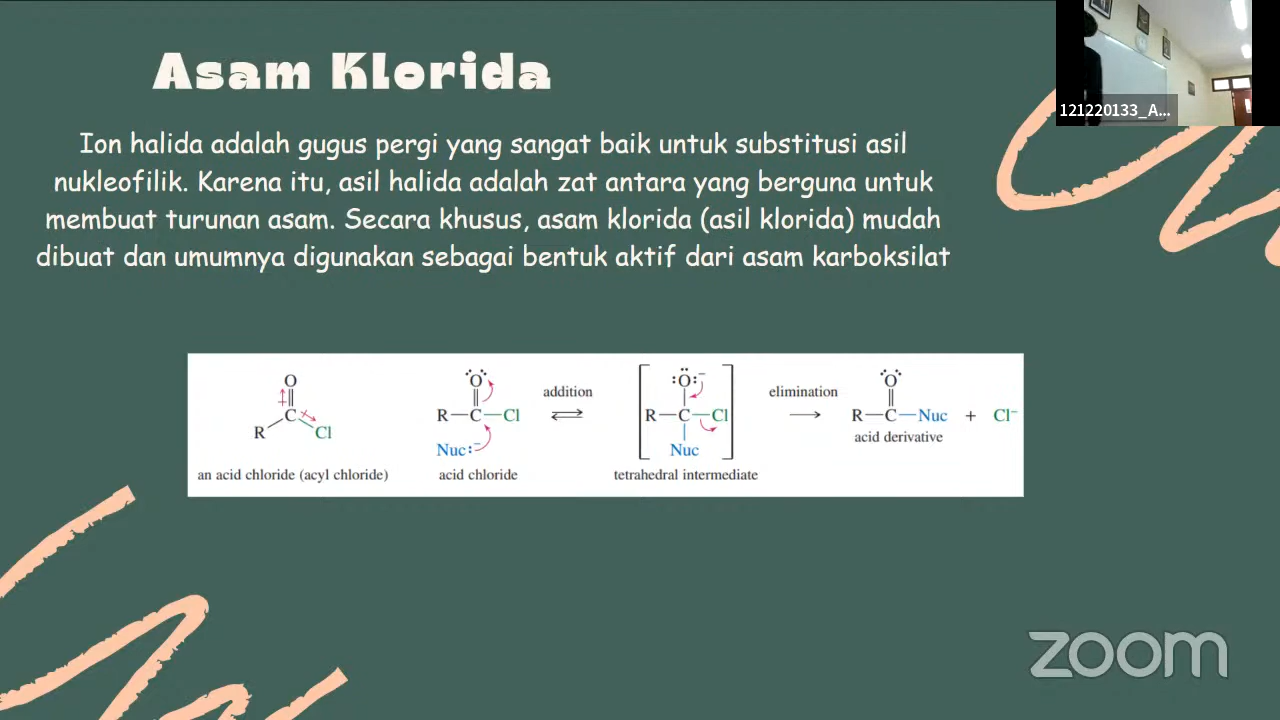 Asam Klorida
121220133_A...
Ion halida adalah gugus pergi yang sangat baik untuk substitusi asil
nukleofilik. Karena itu, asil halida adalah zat antara yang berguna untuk
membuat turunan asam. Secara khusus, asam klorida (asil klorida) mudah
dibuat dan umumnya digunakan sebagai bentuk aktif dari asam karboksilat
O
C
R
Cl
an acid chloride (acyl chloride)
O
R—C—Cl
Nuc:⁻
acid chloride
addition
:Ö:⁻
R—C—Cl
Nuc
tetrahedral intermediate
elimination
O
R—C—Nuc + Cl⁻
acid derivative
zoom